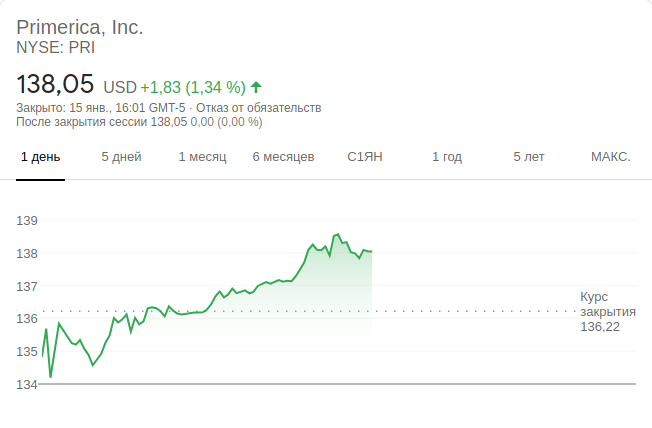 Primerica, Inc.
NYSE: PRI
138,05 USD +1,83 (1,34 %)
Закрыто: 15 янв., 16:01 GMT-5 · Отказ от обязательств
После закрытия сессии 138,05 0,00 (0,00 %)
1 день 5 дней 1 месяц 6 месяцев С1ЯН 1 год 5 лет МАКС.
139
138
137
136
135
134
Курс
закрытия
136,22